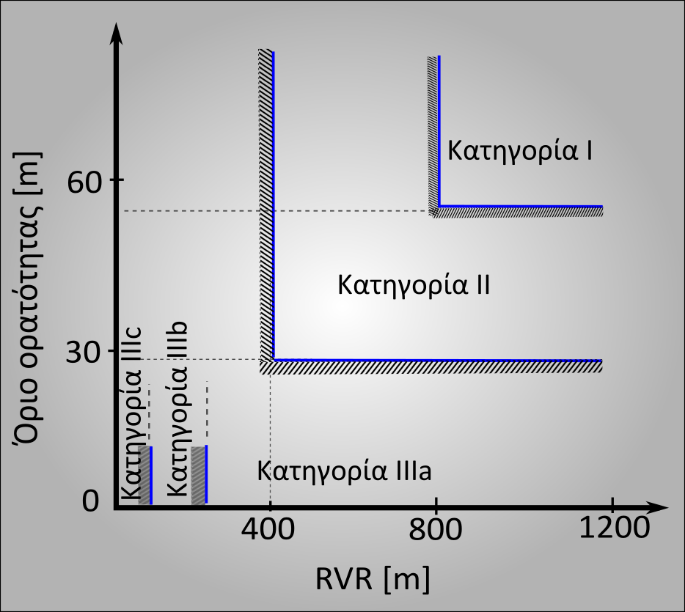 Όριο ορατότητας [m]
60
30
0
Κατηγορία I
Κατηγορία II
Κατηγορία IIIc
Κατηγορία IIIb
Κατηγορία IIIa
400
800
1200
RVR [m]